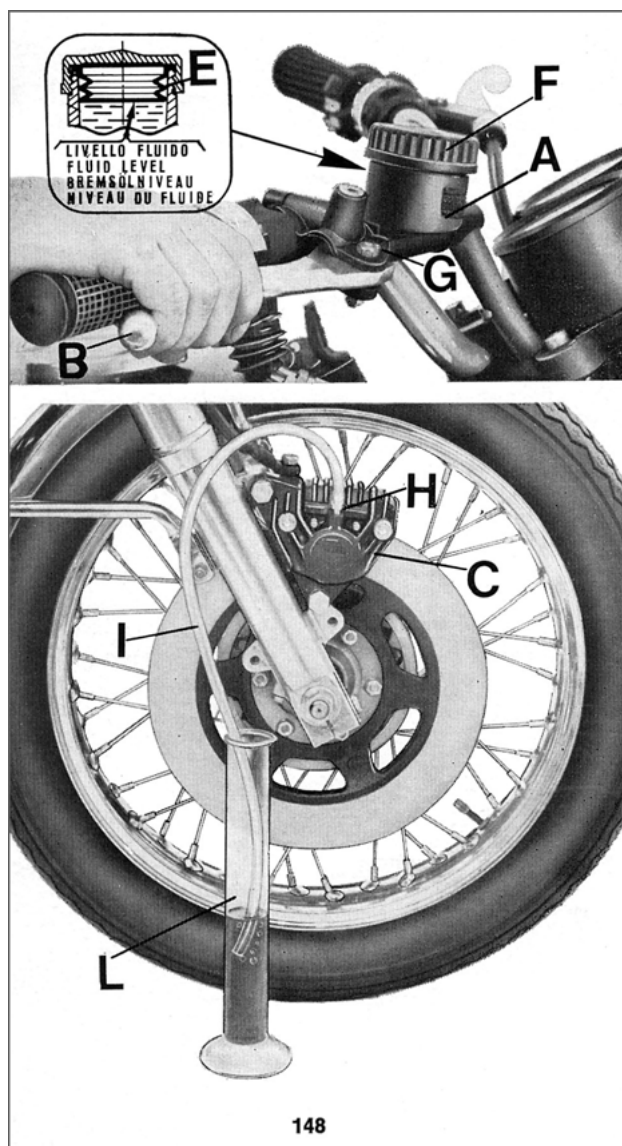 E
LIVELLO FLUIDO
FLUID LEVEL
BREMSÖLNIVEAU
NIVEAU DU FLUIDE
F
A
G
B
H
C
I
L
148